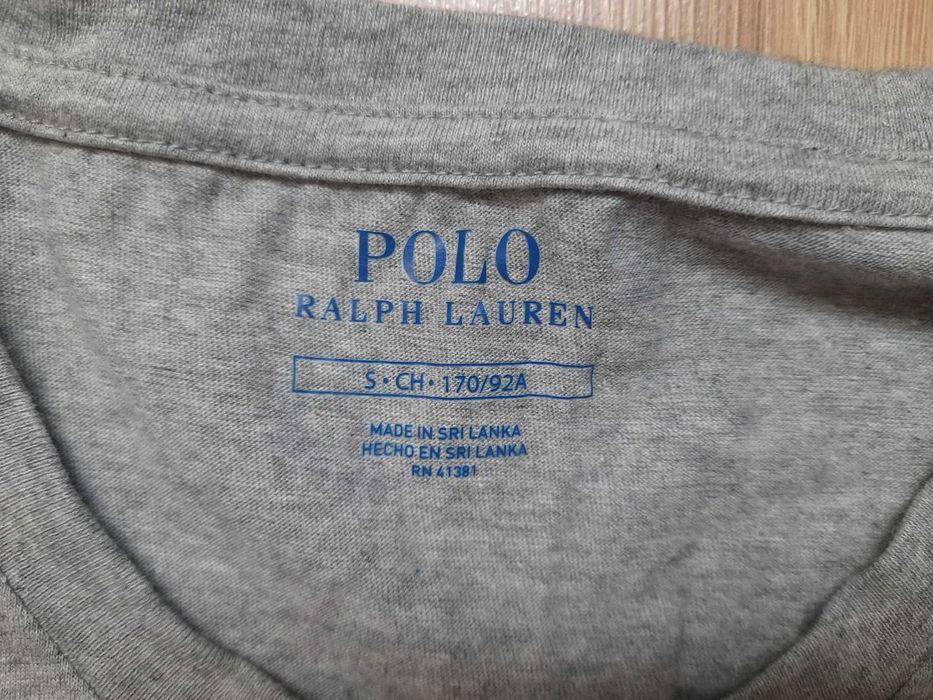 POLO
RALPH LAUREN
S • CH • 170/92A
MADE IN SRI LANKA
HECHO EN SRI LANKA
RN 41381